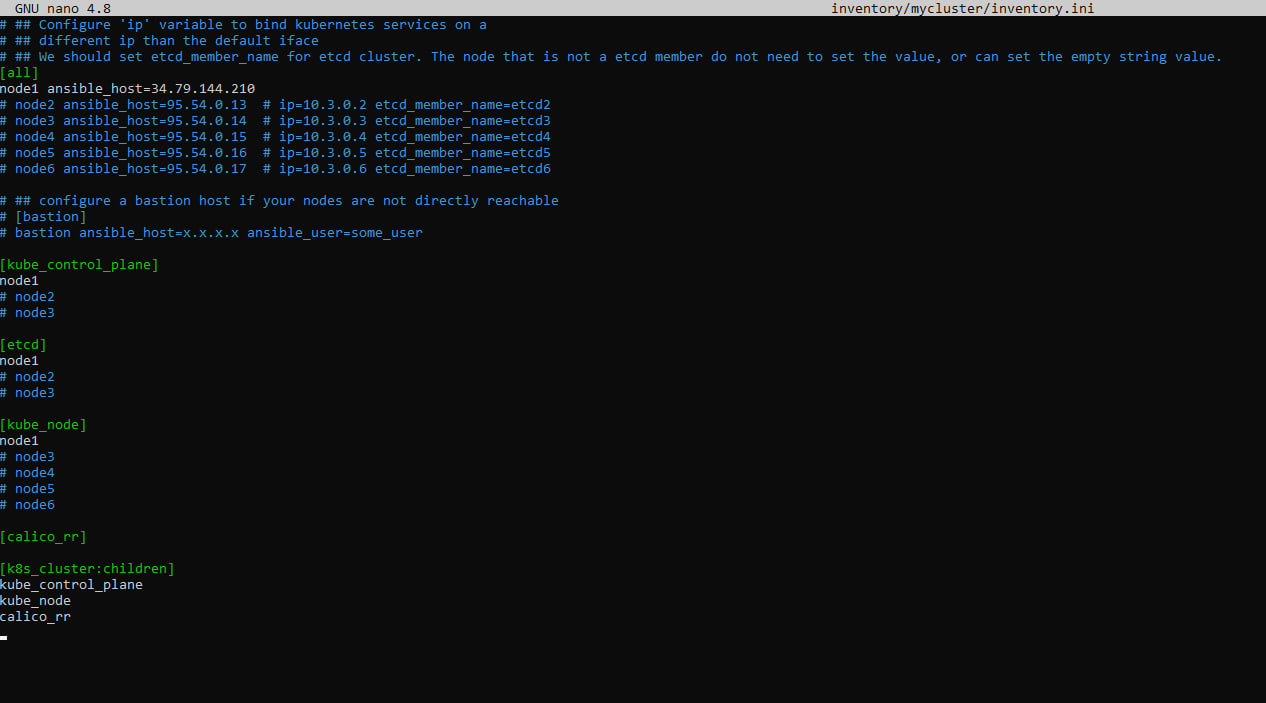 GNU nano 4.8 inventory/mycluster/inventory.ini
# ## Configure 'ip' variable to bind kubernetes services on a
# ## different ip than the default iface
# ## We should set etcd_member_name for etcd cluster. The node that is not a etcd member do not need to set the value, or can set the empty string value.
[all]
node1 ansible_host=34.79.144.210
# node2 ansible_host=95.54.0.13  # ip=10.3.0.2 etcd_member_name=etcd2
# node3 ansible_host=95.54.0.14  # ip=10.3.0.3 etcd_member_name=etcd3
# node4 ansible_host=95.54.0.15  # ip=10.3.0.4 etcd_member_name=etcd4
# node5 ansible_host=95.54.0.16  # ip=10.3.0.5 etcd_member_name=etcd5
# node6 ansible_host=95.54.0.17  # ip=10.3.0.6 etcd_member_name=etcd6
# ## configure a bastion host if your nodes are not directly reachable
# [bastion]
# bastion ansible_host=x.x.x.x ansible_user=some_user
[kube_control_plane]
node1
# node2
# node3
[etcd]
node1
# node2
# node3
[kube_node]
node1
# node3
# node4
# node5
# node6
[calico_rr]
[k8s_cluster:children]
kube_control_plane
kube_node
calico_rr